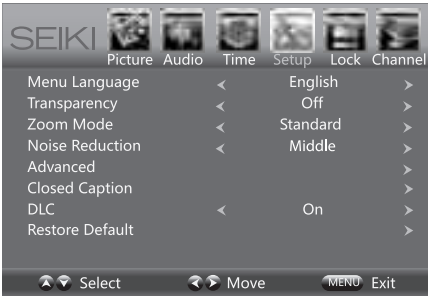 SEIKI
Picture Audio Time Setup Lock Channel
Menu Language English
Transparency Off
Zoom Mode Standard
Noise Reduction Middle
Advanced
Closed Caption
DLC On
Restore Default
Select Move MENU Exit